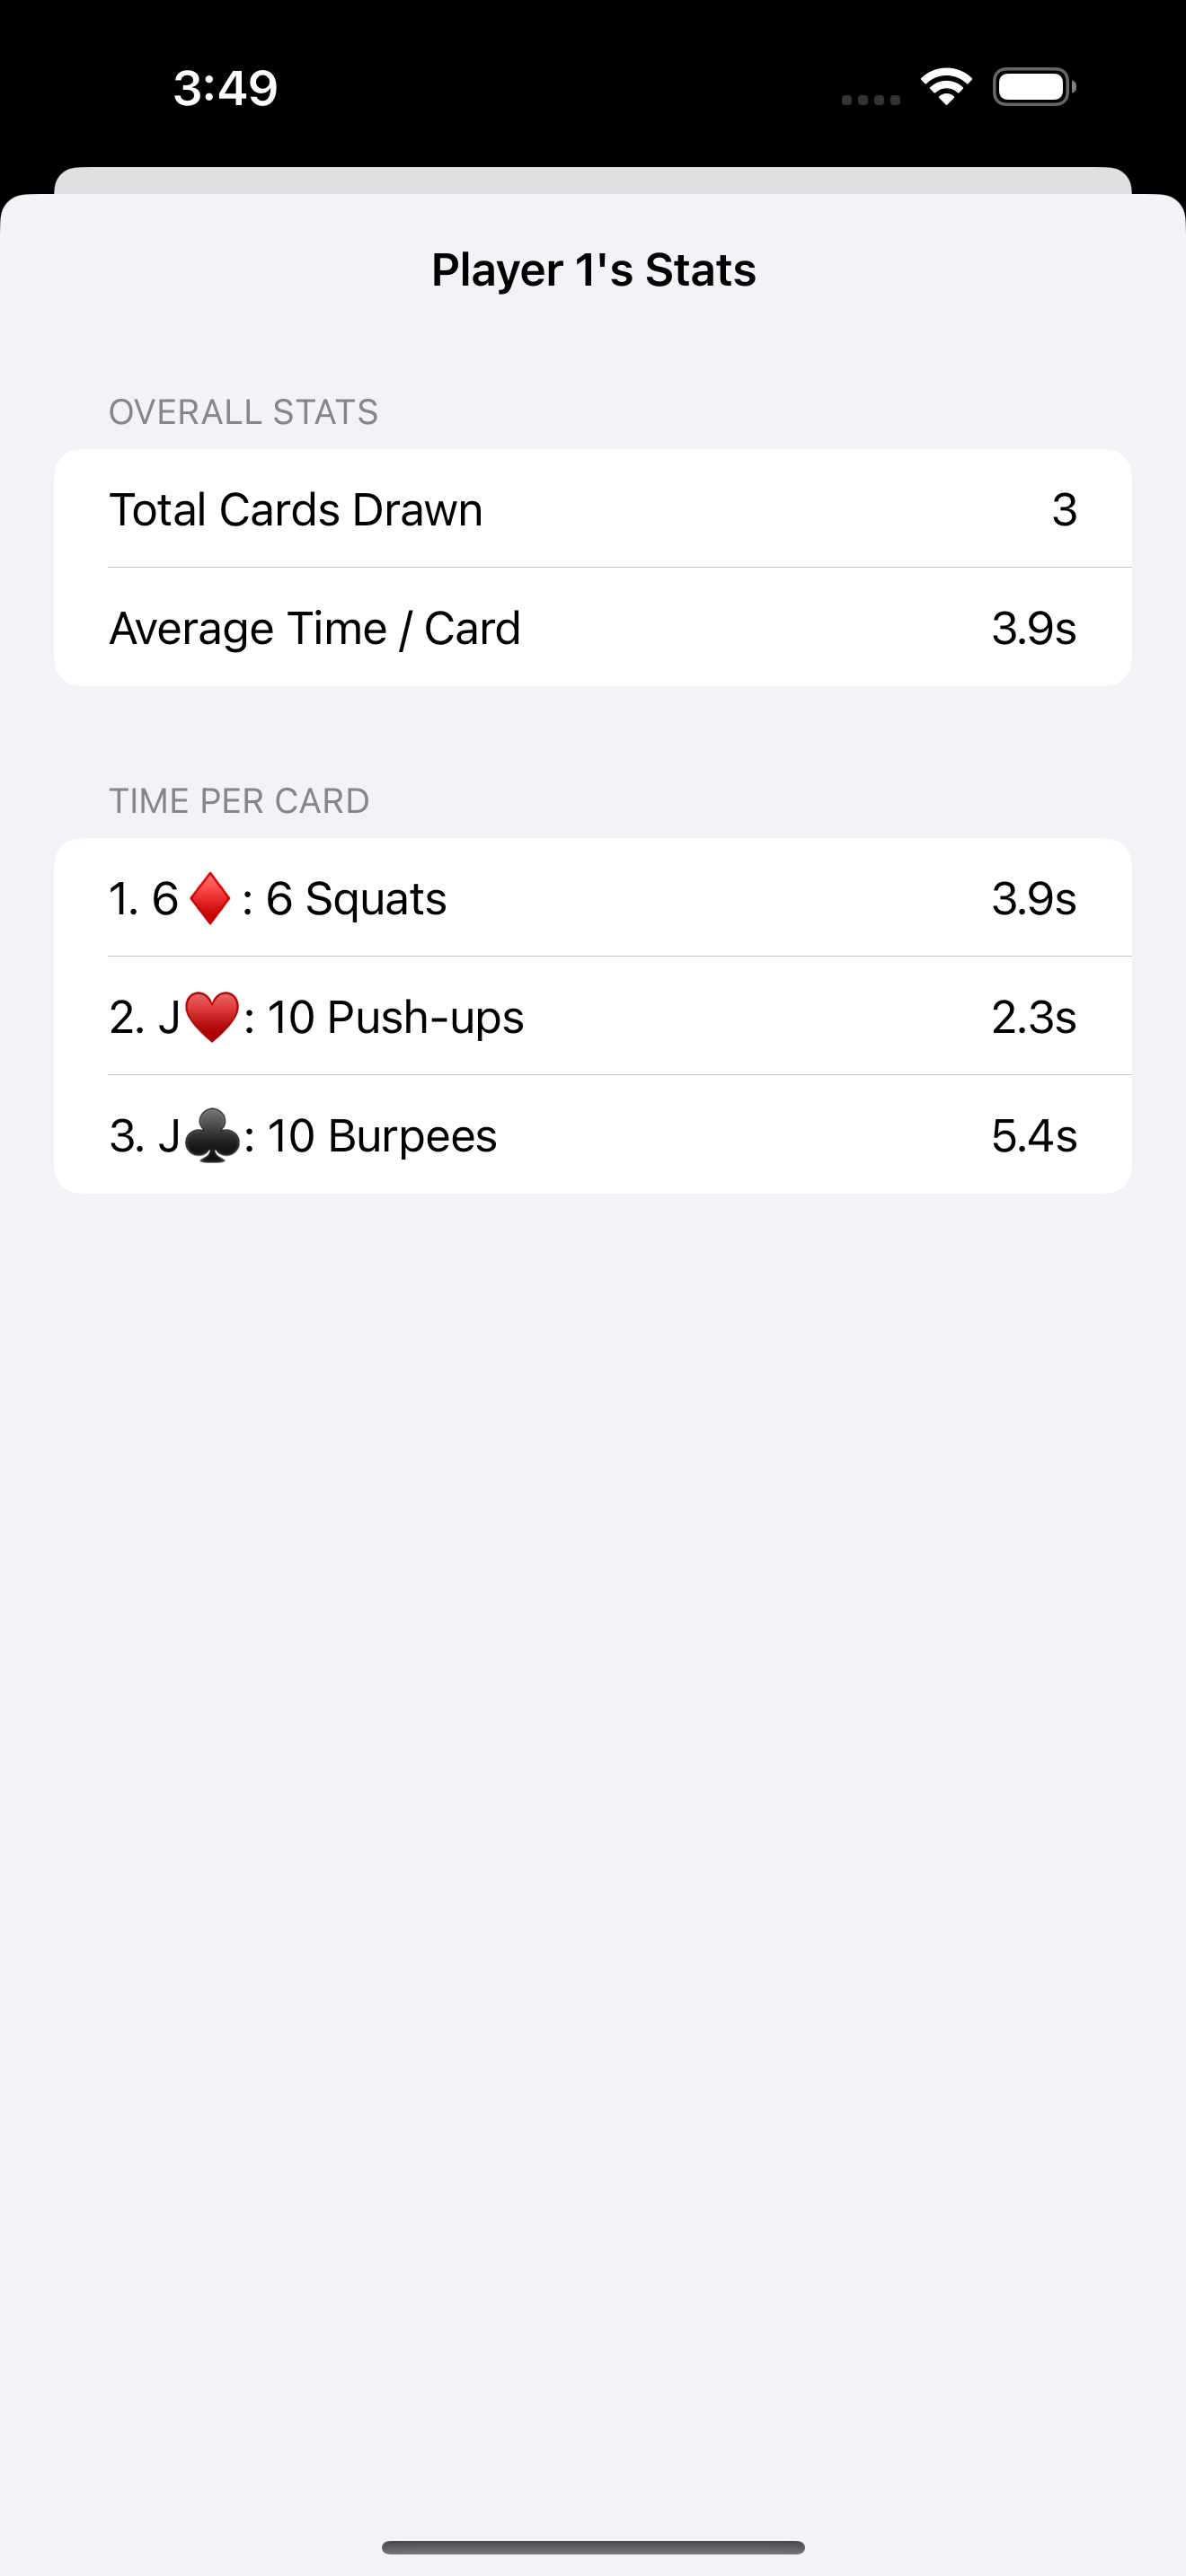 3:49
Player 1's Stats
OVERALL STATS
Total Cards Drawn 3
Average Time / Card 3.9s
TIME PER CARD
1. 6♦️: 6 Squats 3.9s
2. J♥️: 10 Push-ups 2.3s
3. J♣️: 10 Burpees 5.4s